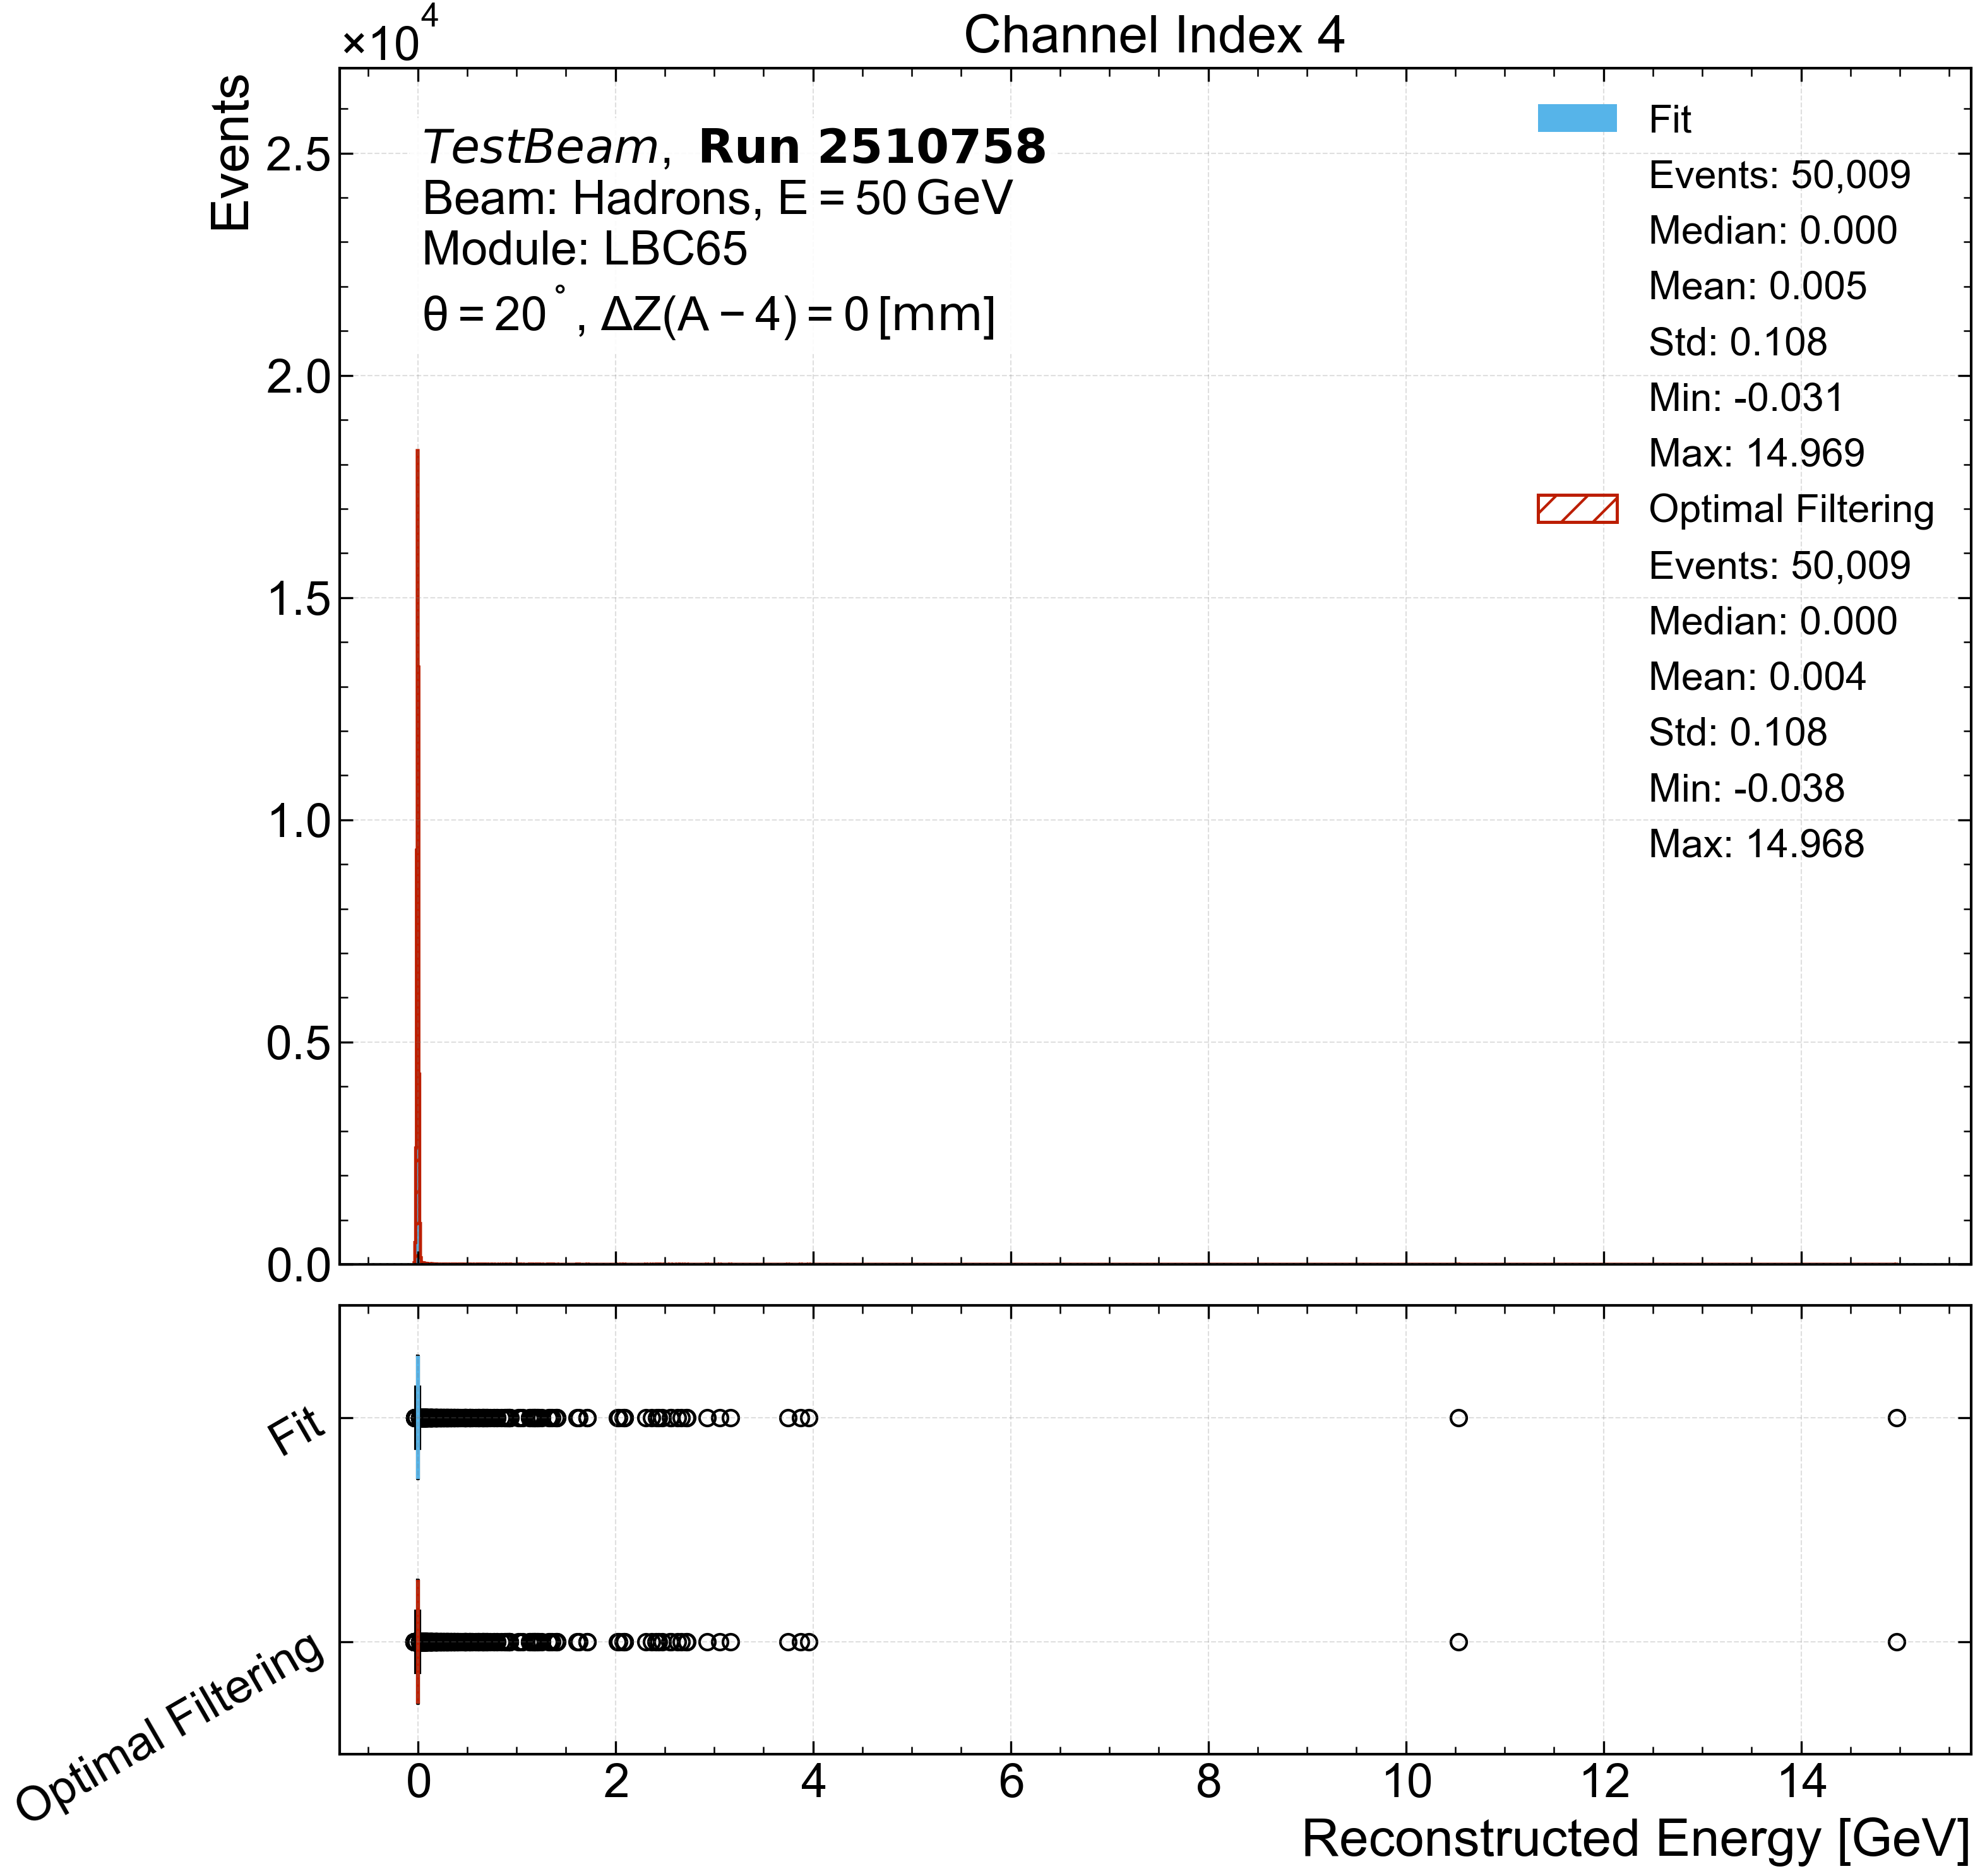 Channel Index 4
×10⁴
Events
TestBeam, Run 2510758
Beam: Hadrons, E = 50 GeV
Module: LBC65
θ = 20°, ΔZ(A − 4) = 0 [mm]
Fit
Events: 50,009
Median: 0.000
Mean: 0.005
Std: 0.108
Min: -0.031
Max: 14.969
Optimal Filtering
Events: 50,009
Median: 0.000
Mean: 0.004
Std: 0.108
Min: -0.038
Max: 14.968
2.5
2.0
1.5
1.0
0.5
0.0
Fit
Optimal Filtering
0 2 4 6 8 10 12 14
Reconstructed Energy [GeV]